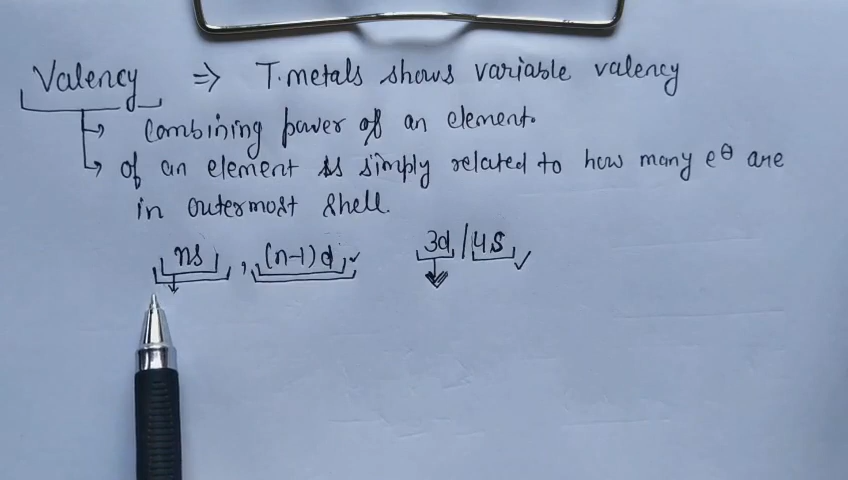 Valency => T.metals shows variable valency
Combining power of an element.
of an element is simply related to how many e⊖ are
in outermost shell.
ns , (n-1)d ✓ 3d/4s ✓